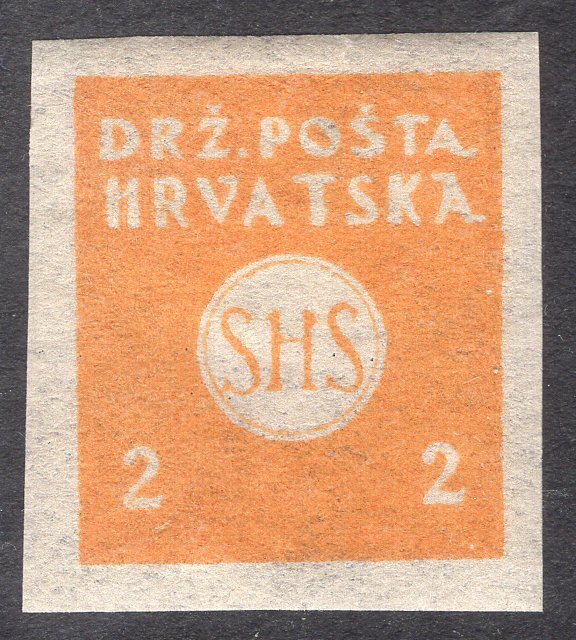 DRŽ. POŠTA
HRVATSKA
SHS
2 2